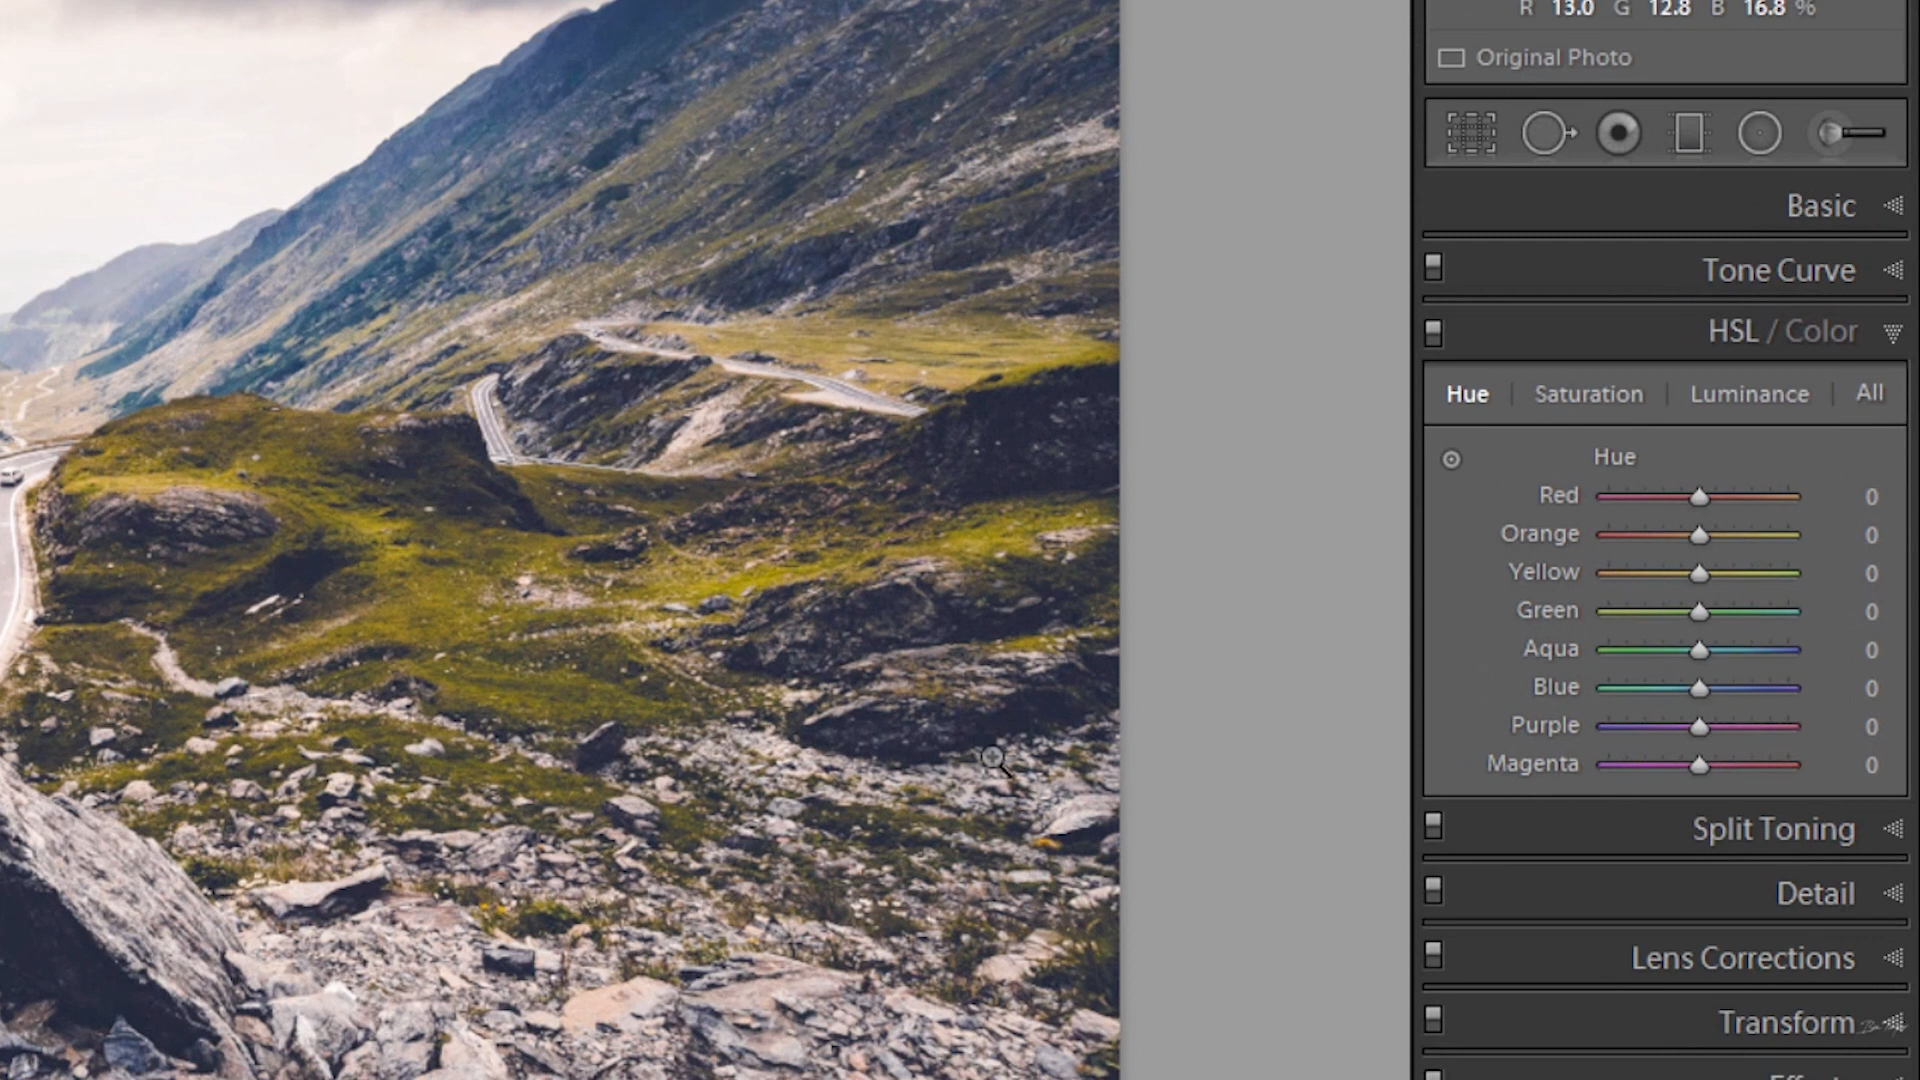 R 13.0 G 12.8 B 16.8 %
Original Photo
Basic
Tone Curve
HSL / Color
Hue | Saturation | Luminance | All
Hue
Red 0
Orange 0
Yellow 0
Green 0
Aqua 0
Blue 0
Purple 0
Magenta 0
Split Toning
Detail
Lens Corrections
Transform